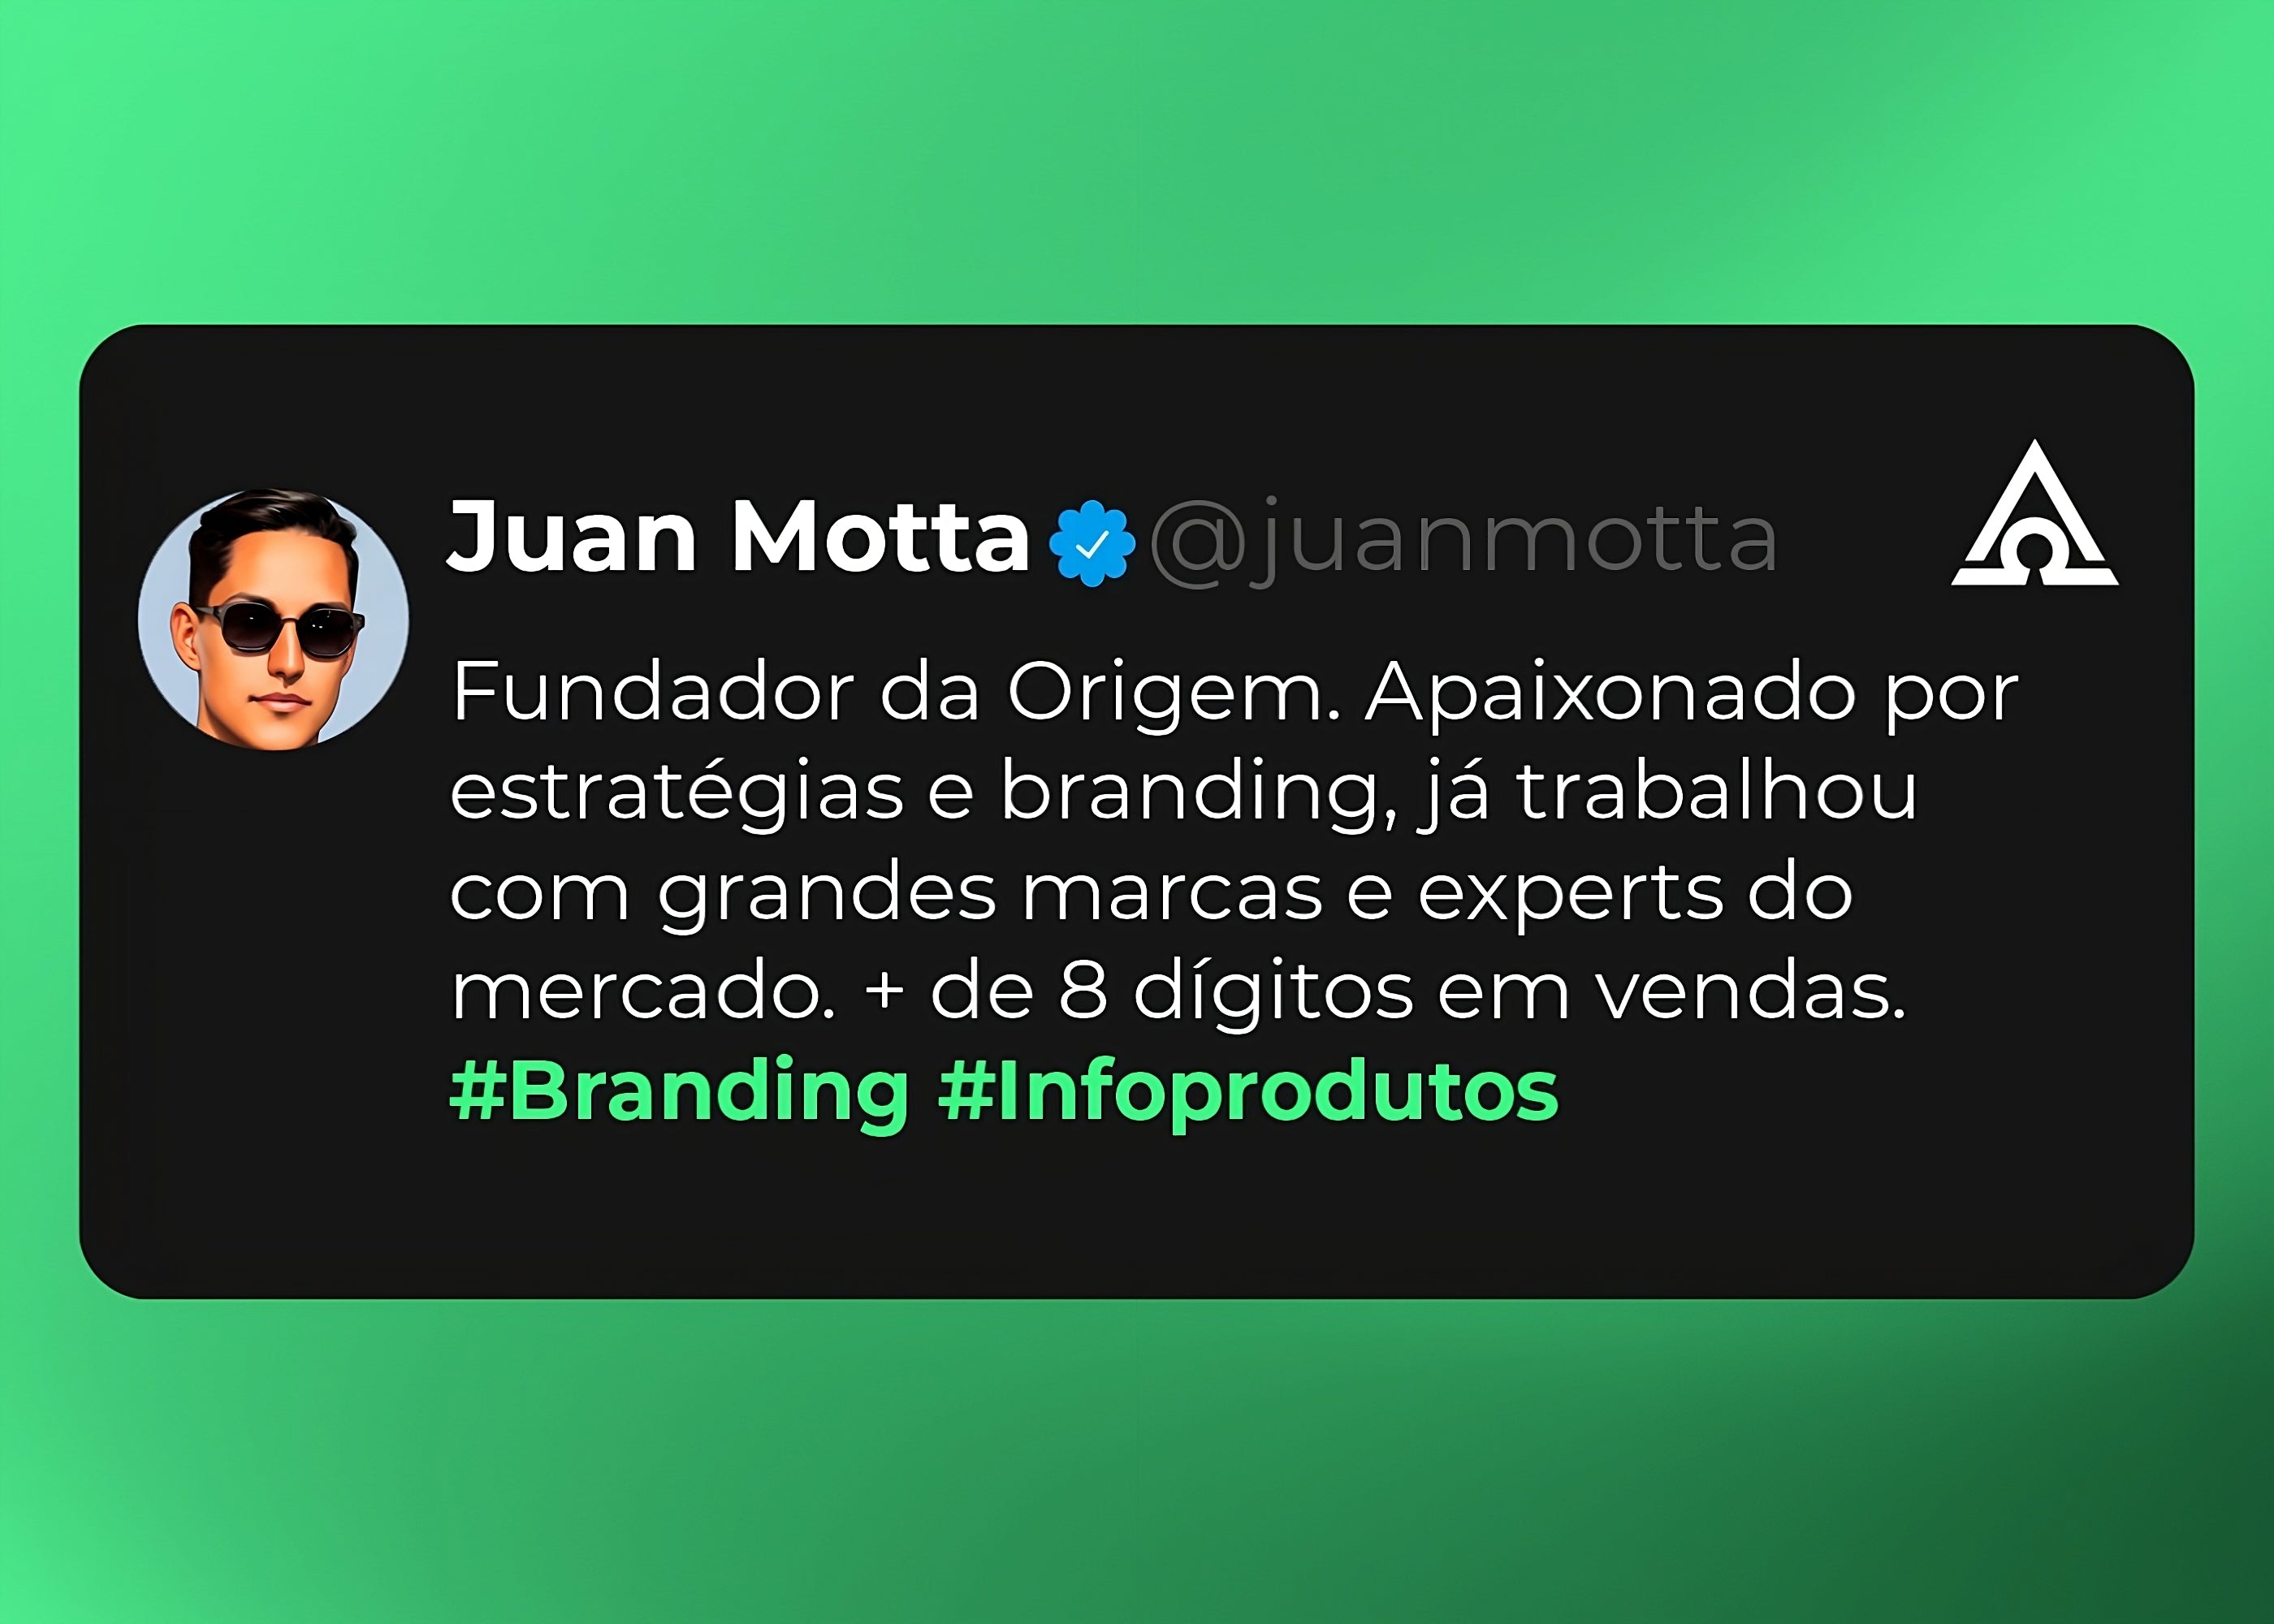 Juan Motta @juanmotta
Fundador da Origem. Apaixonado por
estratégias e branding, já trabalhou
com grandes marcas e experts do
mercado. + de 8 dígitos em vendas.
#Branding #Infoprodutos